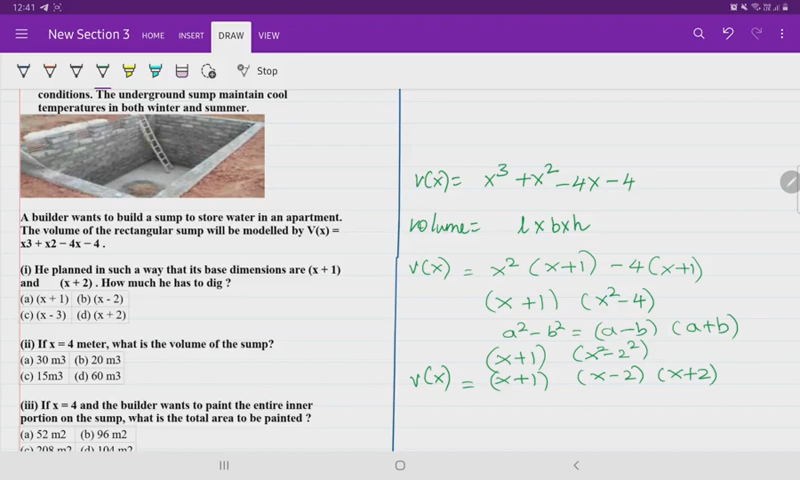 12:41
New Section 3 HOME INSERT DRAW VIEW
Stop
conditions. The underground sump maintain cool
temperatures in both winter and summer.
A builder wants to build a sump to store water in an apartment.
The volume of the rectangular sump will be modelled by V(x) =
x3 + x2 – 4x – 4 .
(i) He planned in such a way that its base dimensions are (x + 1)
and (x + 2) . How much he has to dig ?
(a) (x + 1) (b) (x - 2)
(c) (x - 3) (d) (x + 2)
(ii) If x = 4 meter, what is the volume of the sump?
(a) 30 m3 (b) 20 m3
(c) 15m3 (d) 60 m3
(iii) If x = 4 and the builder wants to paint the entire inner
portion on the sump, what is the total area to be painted ?
(a) 52 m2 (b) 96 m2
(c) 208 m2 (d) 104 m2
V(x) = x³ + x² – 4x – 4
Volume = l x b x h
V(x) = x² (x+1) – 4 (x+1)
(x+1) (x²–4)
a² – b² = (a–b) (a+b)
(x+1) (x²–2²)
V(x) = (x+1) (x–2) (x+2)